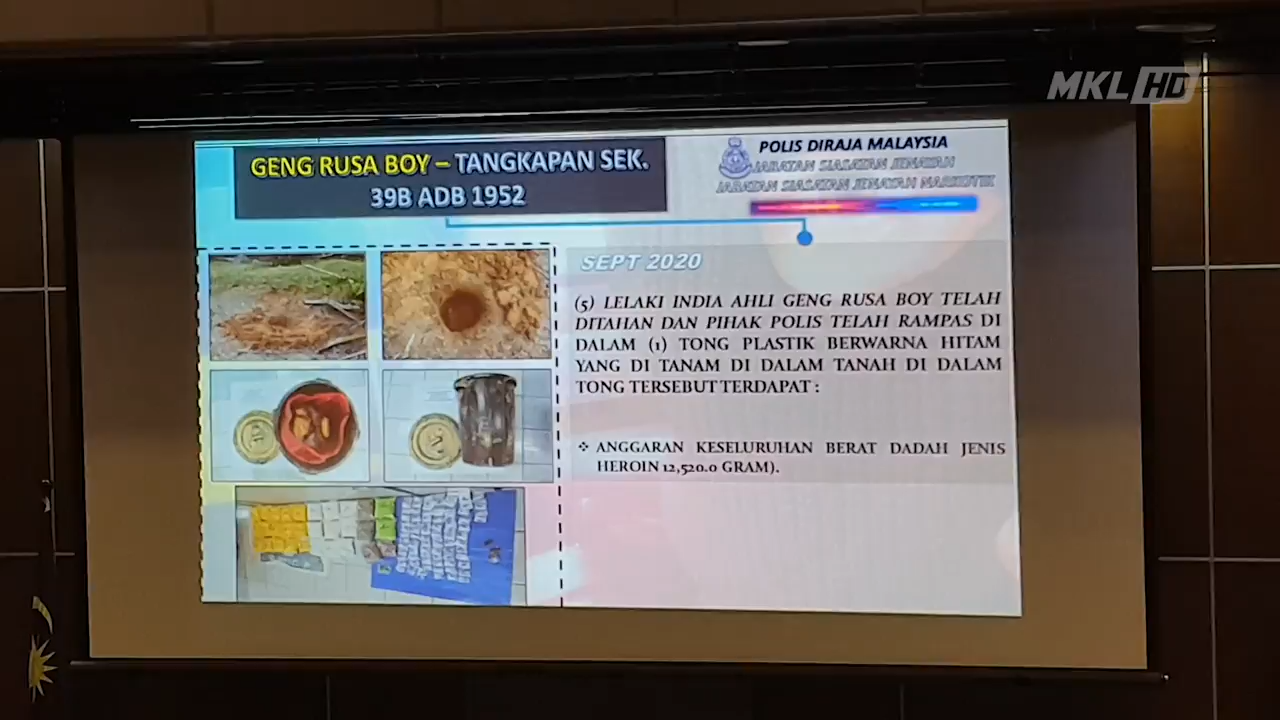 MKL HD
GENG RUSA BOY – TANGKAPAN SEK.
39B ADB 1952
POLIS DIRAJA MALAYSIA
JABATAN SIASATAN JENAYAH
JABATAN SIASATAN JENAYAH NARKOTIK
SEPT 2020
(5) LELAKI INDIA AHLI GENG RUSA BOY TELAH
DITAHAN DAN PIHAK POLIS TELAH RAMPAS DI
DALAM (1) TONG PLASTIK BERWARNA HITAM
YANG DI TANAM DI DALAM TANAH DI DALAM
TONG TERSEBUT TERDAPAT :
❖ ANGGARAN KESELURUHAN BERAT DADAH JENIS
HEROIN 12,520.0 GRAM).